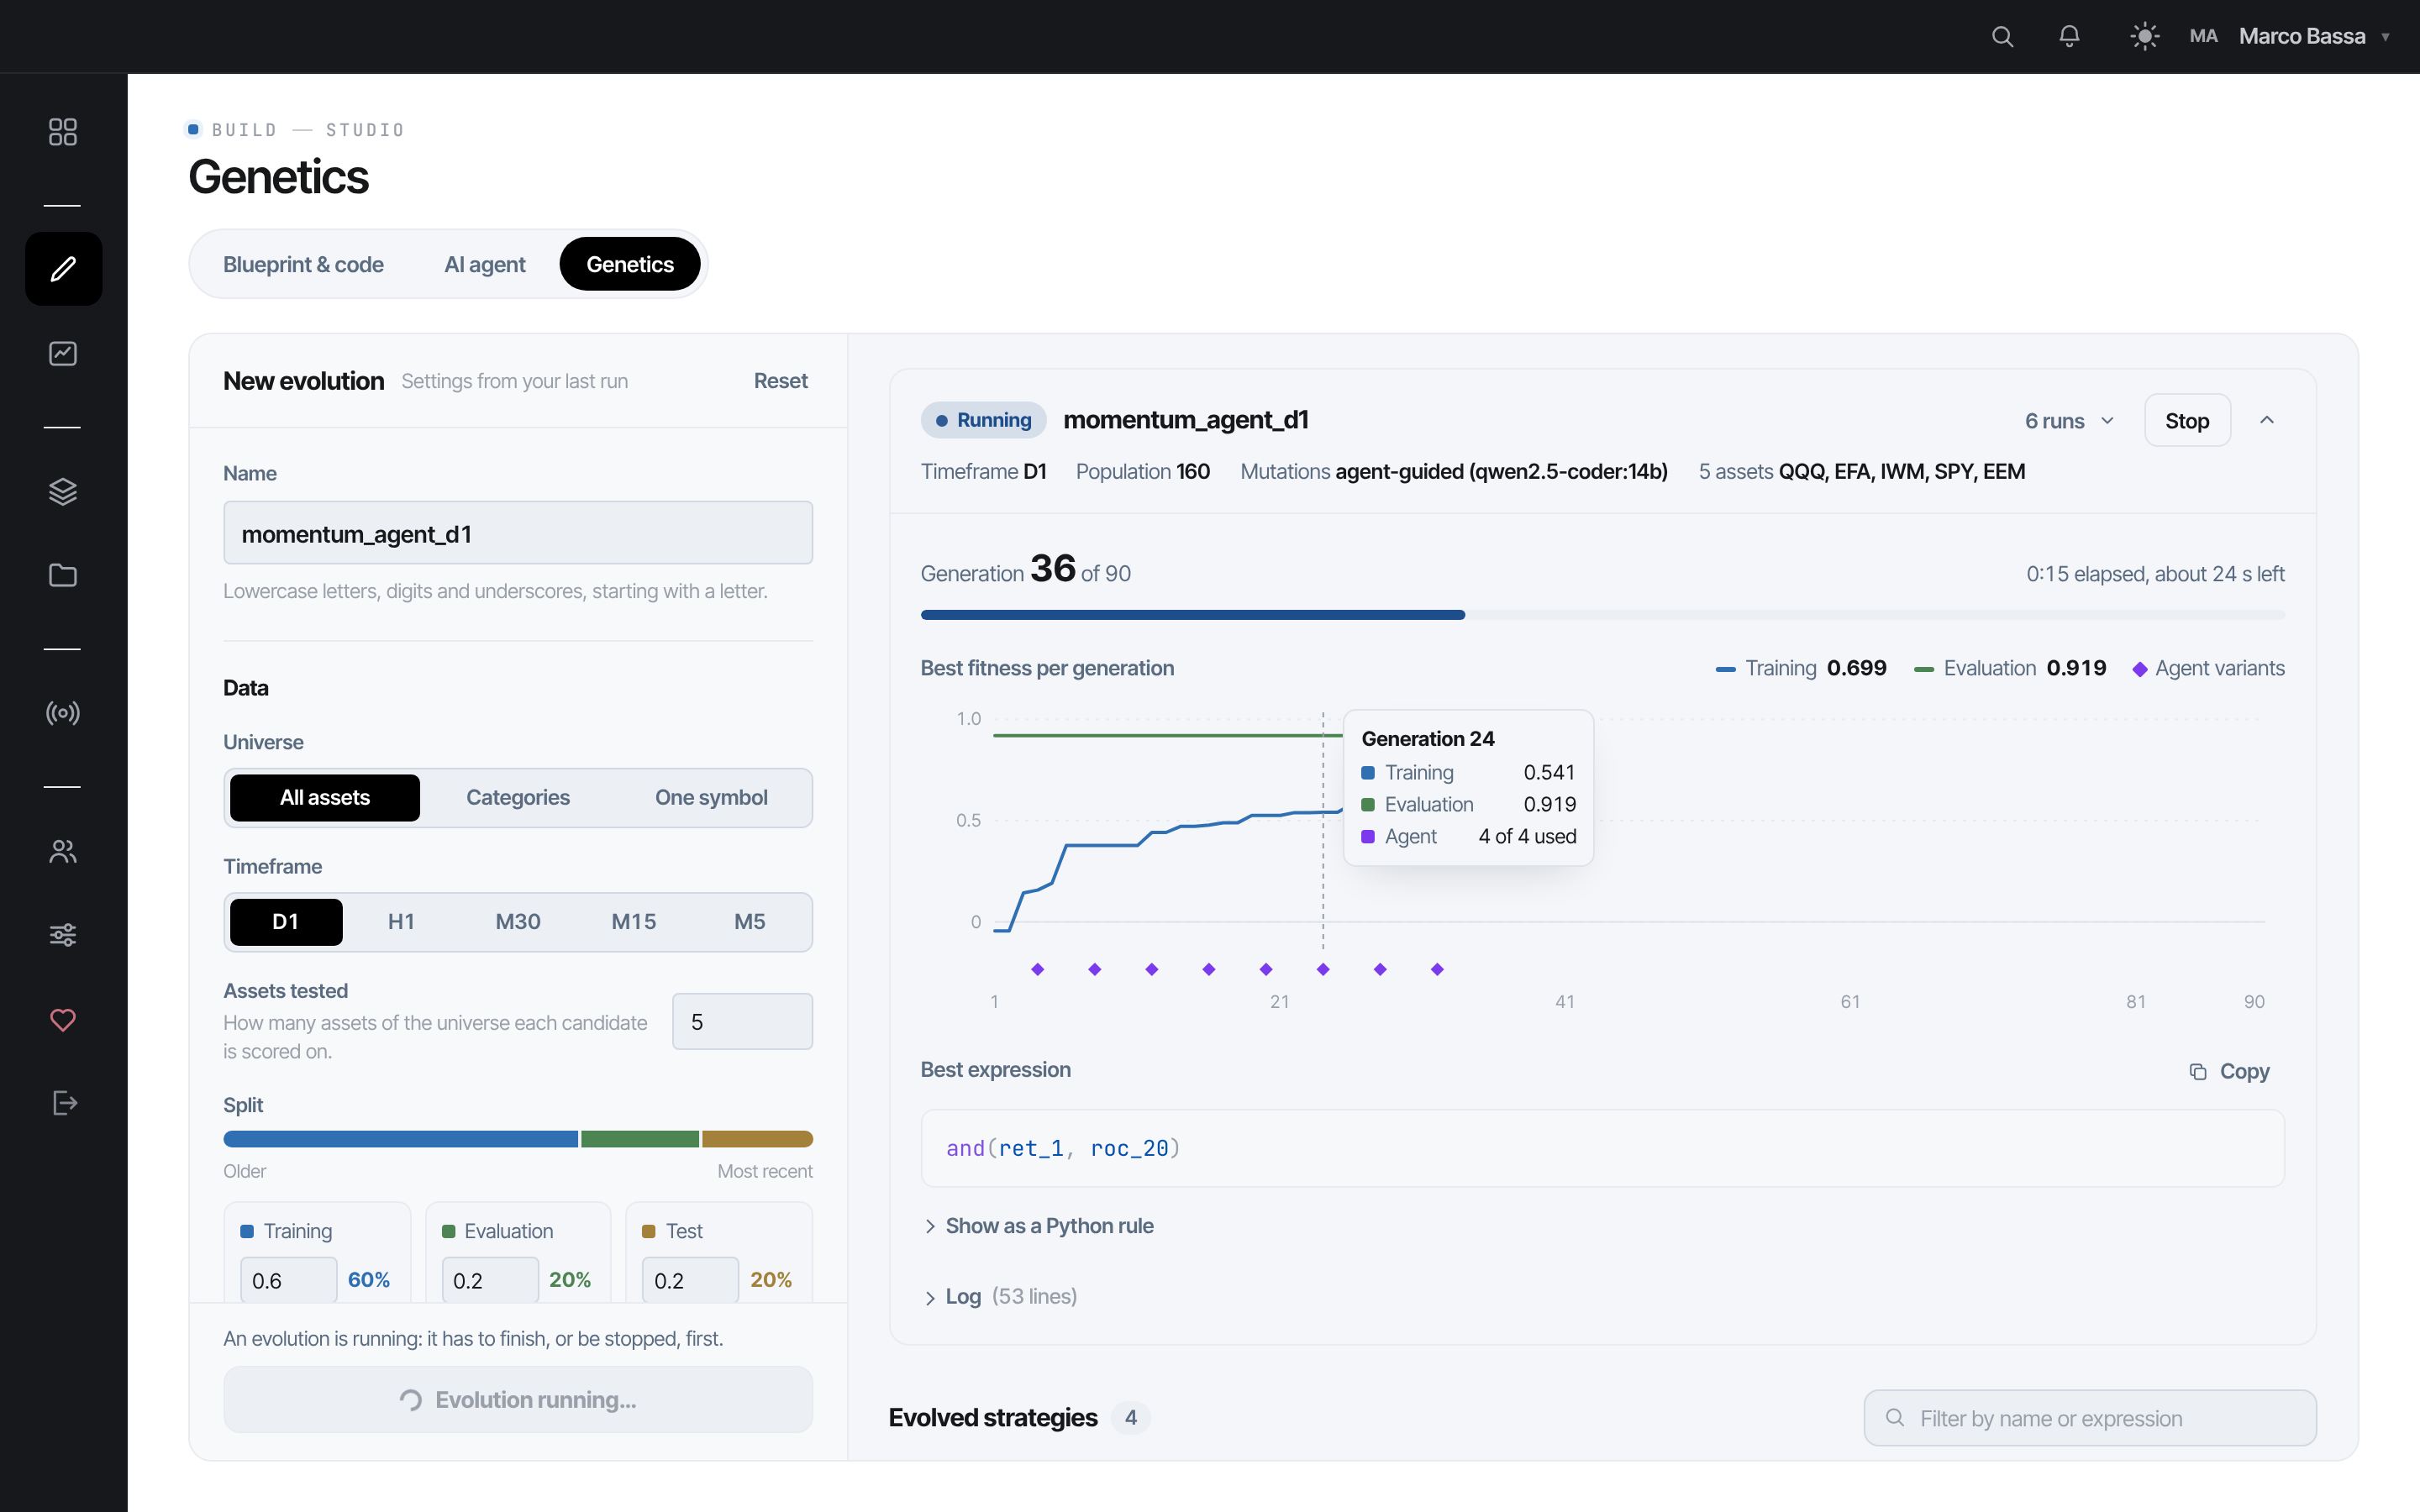 MA Marco Bassa
BUILD — STUDIO
Genetics
Blueprint & code AI agent Genetics
New evolution Settings from your last run Reset
Name
momentum_agent_d1
Lowercase letters, digits and underscores, starting with a letter.
Data
Universe
All assets Categories One symbol
Timeframe
D1 H1 M30 M15 M5
Assets tested
How many assets of the universe each candidate
is scored on.
5
Split
Older Most recent
Training Evaluation Test
0.6 60% 0.2 20% 0.2 20%
An evolution is running: it has to finish, or be stopped, first.
Evolution running...
Running momentum_agent_d1 6 runs Stop
Timeframe D1 Population 160 Mutations agent-guided (qwen2.5-coder:14b) 5 assets QQQ, EFA, IWM, SPY, EEM
Generation 36 of 90 0:15 elapsed, about 24 s left
Best fitness per generation Training 0.699 Evaluation 0.919 Agent variants
1.0
0.5
0
Generation 24
Training 0.541
Evaluation 0.919
Agent 4 of 4 used
1 21 41 61 81 90
Best expression Copy
and(ret_1, roc_20)
Show as a Python rule
Log (53 lines)
Evolved strategies 4 Filter by name or expression